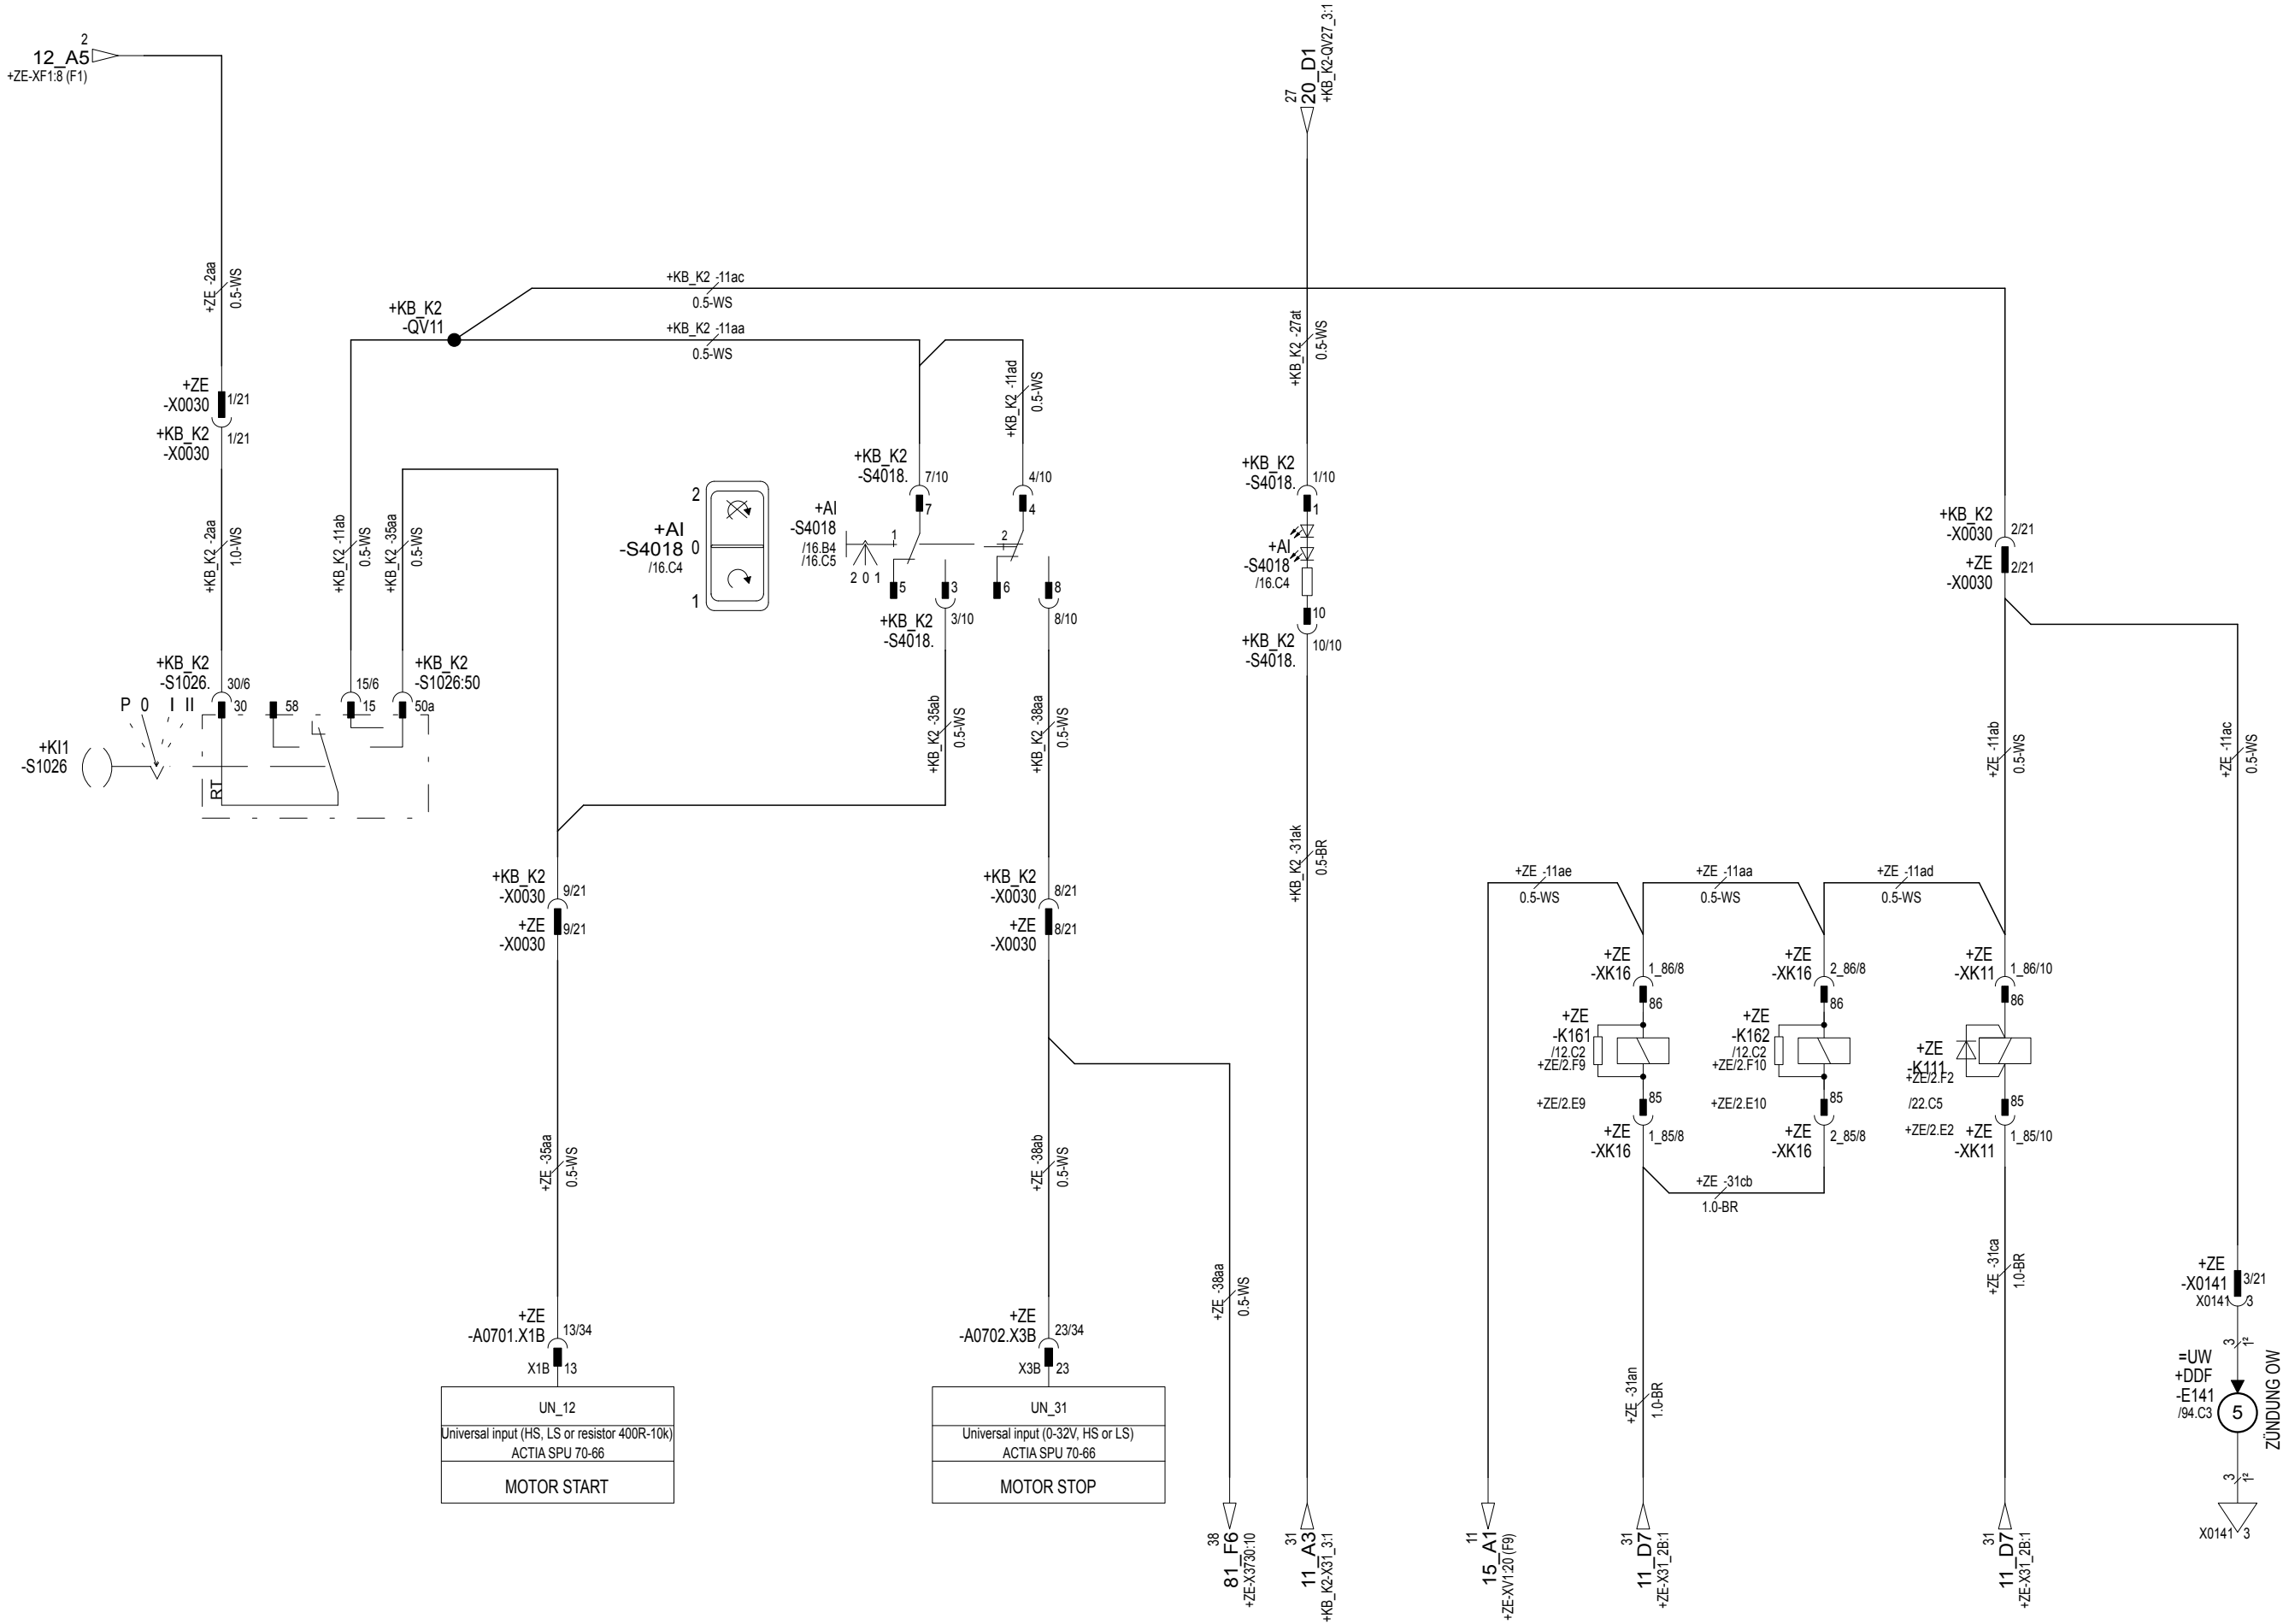 2
12_A5
+ZE-XF1:8 (F1)
27
20_D1
+KB_K2-QV27_3:1
+ZE -2aa
0.5-WS
+KB_K2 -11ac
0.5-WS
+KB_K2
-QV11
+KB_K2 -11aa
0.5-WS
+KB_K2 -11ad
0.5-WS
+KB_K2 -27at
0.5-WS
+ZE
-X0030
1/21
+KB_K2
-X0030
1/21
+KB_K2 -2aa
1.0-WS
+KB_K2 -11ab
0.5-WS
+KB_K2 -35aa
0.5-WS
2
+AI
-S4018
0
/16.C4
1
+KB_K2
-S4018.
7/10
7
4/10
4
+AI
-S4018
/16.B4
/16.C5
2 0 1
1
2
5
3
6
8
+KB_K2
-S4018.
3/10
8/10
+KB_K2
-S4018.
1/10
1
+AI
-S4018
/16.C4
10
+KB_K2
-S4018.
10/10
+KB_K2
-X0030
2/21
+ZE
-X0030
2/21
+KB_K2
-S1026.
30/6
30
58
15/6
15
+KB_K2
-S1026:50
50a
P 0 I II
+KI1
-S1026
RT
+KB_K2 -35ab
0.5-WS
+KB_K2 -38aa
0.5-WS
+ZE -11ab
0.5-WS
+ZE -11ac
0.5-WS
+KB_K2 -31ak
0.5-BR
+KB_K2
-X0030
9/21
+ZE
-X0030
9/21
+KB_K2
-X0030
8/21
+ZE
-X0030
8/21
+ZE -11ae
0.5-WS
+ZE -11aa
0.5-WS
+ZE -11ad
0.5-WS
+ZE
-XK16
1_86/8
86
+ZE
-K161
/12.C2
+ZE/2.F9
+ZE/2.E9
85
+ZE
-XK16
1_85/8
+ZE
-XK16
2_86/8
86
+ZE
-K162
/12.C2
+ZE/2.F10
+ZE/2.E10
85
+ZE
-XK16
2_85/8
+ZE
-XK11
1_86/10
86
+ZE
-K111
+ZE/2.F2
/22.C5
+ZE/2.E2
85
+ZE
-XK11
1_85/10
+ZE -31cb
1.0-BR
+ZE -35aa
0.5-WS
+ZE -38ab
0.5-WS
+ZE -38aa
0.5-WS
+ZE -31an
1.0-BR
+ZE -31ca
1.0-BR
+ZE
-X0141
3/21
X0141
3
3
1²
=UW
+DDF
-E141
/94.C3
5
ZÜNDUNG OW
3
1²
X0141
3
+ZE
-A0701.X1B
13/34
X1B
13
UN_12
Universal input (HS, LS or resistor 400R-10k)
ACTIA SPU 70-66
MOTOR START
+ZE
-A0702.X3B
23/34
X3B
23
UN_31
Universal input (0-32V, HS or LS)
ACTIA SPU 70-66
MOTOR STOP
38
81_F6
+ZE-X3730:10
31
11_A3
+KB_K2-X31_3:1
11
15_A1
+ZE-XV1:20 (F9)
31
11_D7
+ZE-X31_2B:1
31
11_D7
+ZE-X31_2B:1